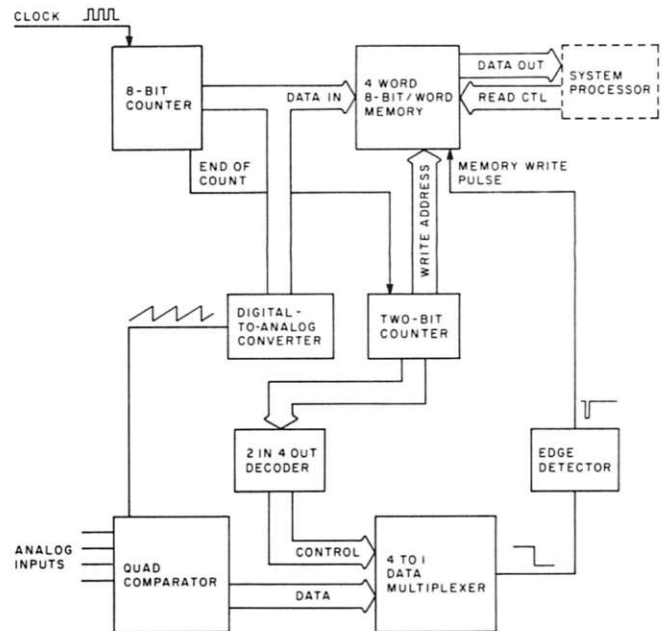 CLOCK
8-BIT
COUNTER
DATA IN
4 WORD
8-BIT/WORD
MEMORY
DATA OUT
READ CTL
SYSTEM
PROCESSOR
END OF
COUNT
WRITE ADDRESS
MEMORY WRITE
PULSE
DIGITAL-
TO-ANALOG
CONVERTER
TWO-BIT
COUNTER
2 IN 4 OUT
DECODER
EDGE
DETECTOR
ANALOG
INPUTS
QUAD
COMPARATOR
CONTROL
DATA
4 TO 1
DATA
MULTIPLEXER